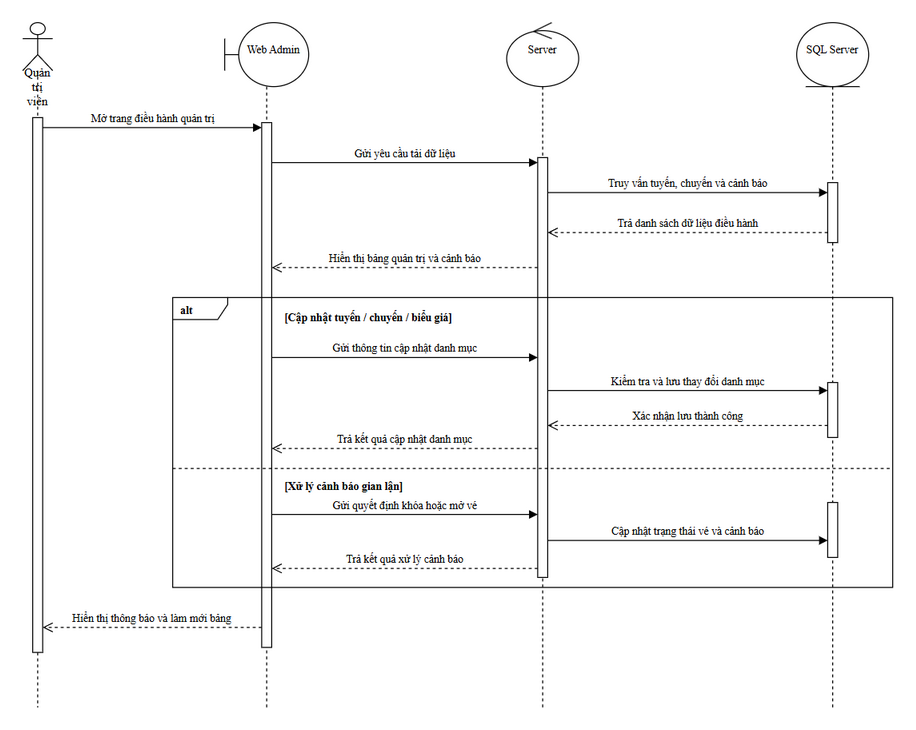 Quản
trị
viên
Web Admin
Server
SQL Server
Mở trang điều hành quản trị
Gửi yêu cầu tải dữ liệu
Truy vấn tuyến, chuyến và cảnh báo
Trả danh sách dữ liệu điều hành
Hiển thị bảng quản trị và cảnh báo
alt
[Cập nhật tuyến / chuyến / biểu giá]
Gửi thông tin cập nhật danh mục
Kiểm tra và lưu thay đổi danh mục
Xác nhận lưu thành công
Trả kết quả cập nhật danh mục
[Xử lý cảnh báo gian lận]
Gửi quyết định khóa hoặc mở vé
Cập nhật trạng thái vé và cảnh báo
Trả kết quả xử lý cảnh báo
Hiển thị thông báo và làm mới bảng